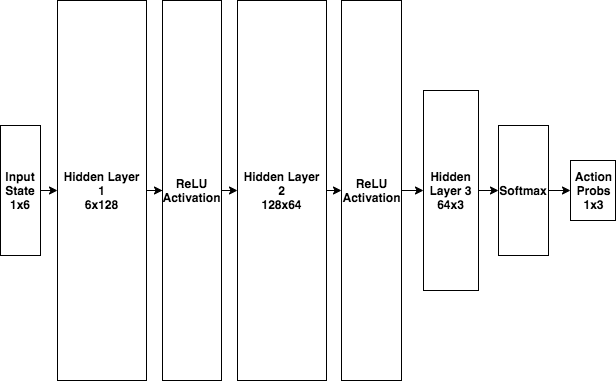 Input
State
1x6
Hidden Layer
1
6x128
ReLU
Activation
Hidden Layer
2
128x64
ReLU
Activation
Hidden
Layer 3
64x3
Softmax
Action
Probs
1x3